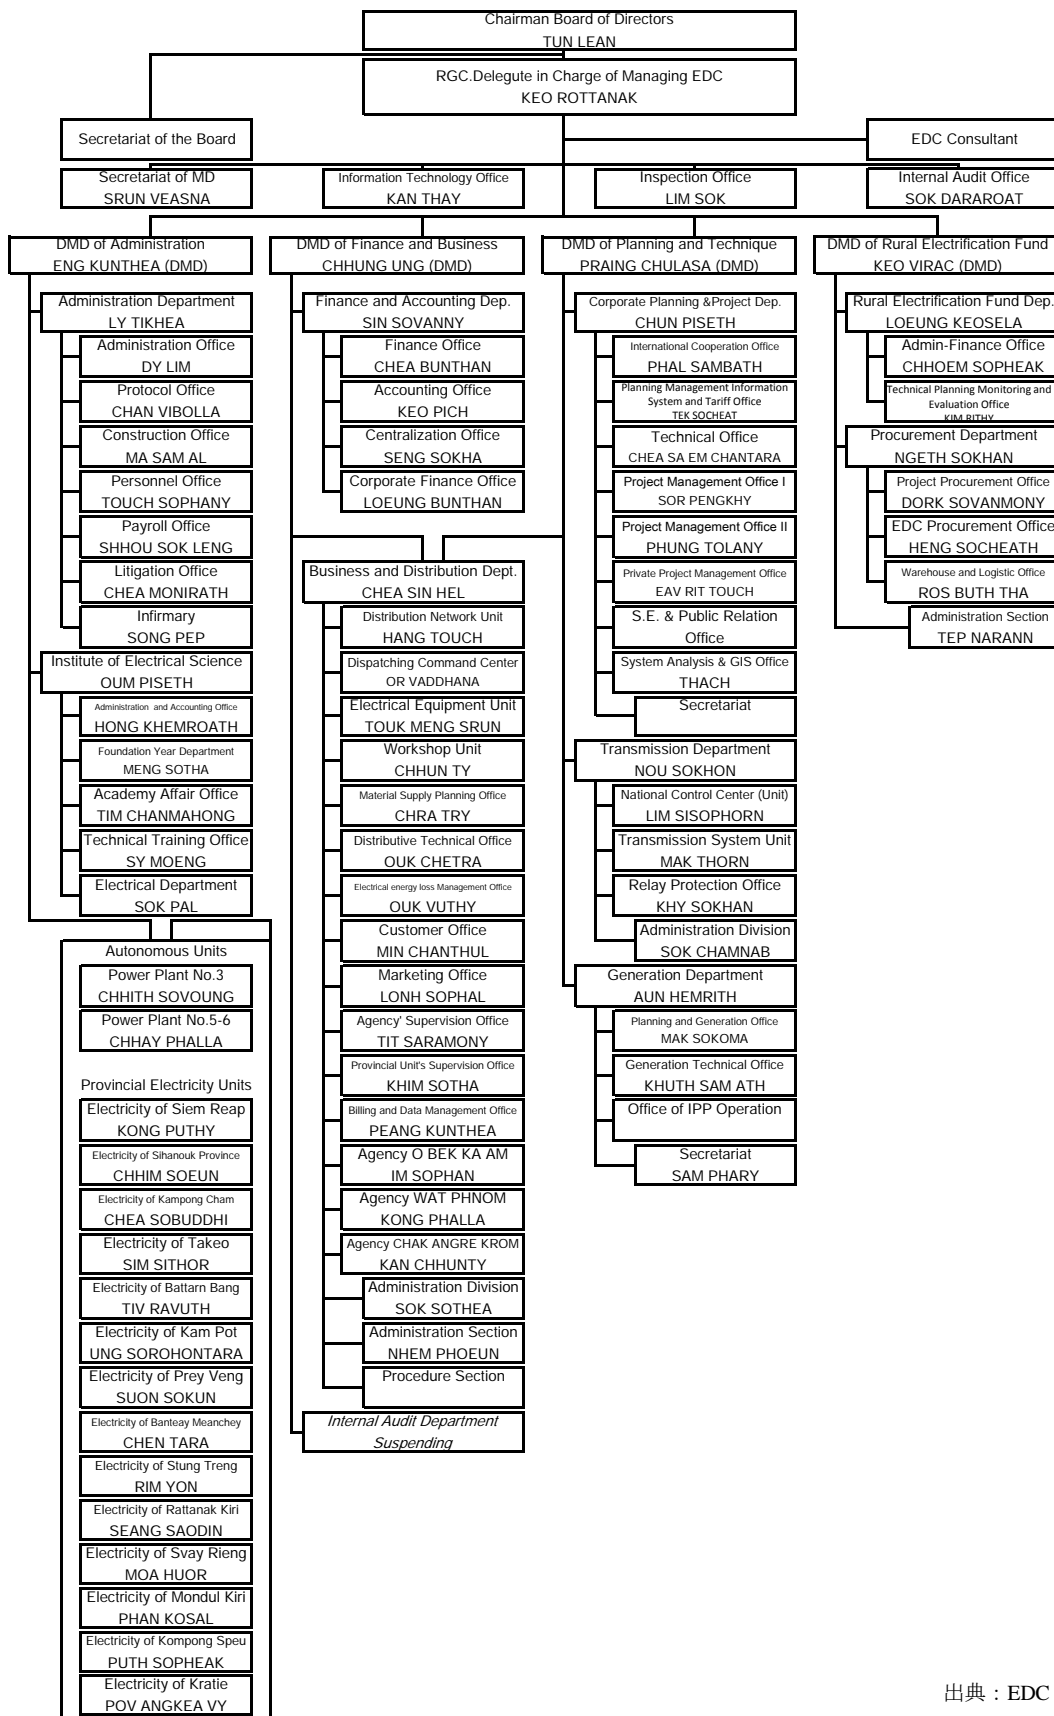 Chairman Board of Directors
TUN LEAN
RGC.Delegute in Charge of Managing EDC
KEO ROTTANAK
Secretariat of the Board
EDC Consultant
Secretariat of MD
SRUN VEASNA
Information Technology Office
KAN THAY
Inspection Office
LIM SOK
Internal Audit Office
SOK DARAROAT
DMD of Administration
ENG KUNTHEA (DMD)
Administration Department
LY TIKHEA
Administration Office
DY LIM
Protocol Office
CHAN VIBOLLA
Construction Office
MA SAM AL
Personnel Office
TOUCH SOPHANY
Payroll Office
SHHOU SOK LENG
Litigation Office
CHEA MONIRATH
Infirmary
SONG PEP
Institute of Electrical Science
OUM PISETH
Administration and Accounting Office
HONG KHEMROATH
Foundation Year Department
MENG SOTHA
Academy Affair Office
TIM CHANMAHONG
Technical Training Office
SY MOENG
Electrical Department
SOK PAL
Autonomous Units
Power Plant No.3
CHHITH SOVOUNG
Power Plant No.5-6
CHHAY PHALLA
Provincial Electricity Units
Electricity of Siem Reap
KONG PUTHY
Electricity of Sihanouk Province
CHHIM SOEUN
Electricity of Kampong Cham
CHEA SOBUDDHI
Electricity of Takeo
SIM SITHOR
Electricity of Battarn Bang
TIV RAVUTH
Electricity of Kam Pot
UNG SOROHONTARA
Electricity of Prey Veng
SUON SOKUN
Electricity of Banteay Meanchey
CHEN TARA
Electricity of Stung Treng
RIM YON
Electricity of Rattanak Kiri
SEANG SAODIN
Electricity of Svay Rieng
MOA HUOR
Electricity of Mondul Kiri
PHAN KOSAL
Electricity of Kompong Speu
PUTH SOPHEAK
Electricity of Kratie
POV ANGKEA VY
DMD of Finance and Business
CHHUNG UNG (DMD)
Finance and Accounting Dep.
SIN SOVANNY
Finance Office
CHEA BUNTHAN
Accounting Office
KEO PICH
Centralization Office
SENG SOKHA
Corporate Finance Office
LOEUNG BUNTHAN
Business and Distribution Dept.
CHEA SIN HEL
Distribution Network Unit
HANG TOUCH
Dispatching Command Center
OR VADDHANA
Electrical Equipment Unit
TOUK MENG SRUN
Workshop Unit
CHHUN TY
Material Supply Planning Office
CHRA TRY
Distributive Technical Office
OUK CHETRA
Electrical energy loss Management Office
OUK VUTHY
Customer Office
MIN CHANTHUL
Marketing Office
LONH SOPHAL
Agency' Supervision Office
TIT SARAMONY
Provincial Unit's Supervision Office
KHIM SOTHA
Billing and Data Management Office
PEANG KUNTHEA
Agency O BEK KA AM
IM SOPHAN
Agency WAT PHNOM
KONG PHALLA
Agency CHAK ANGRE KROM
KAN CHHUNTY
Administration Division
SOK SOTHEA
Administration Section
NHEM PHOEUN
Procedure Section
Internal Audit Department
Suspending
DMD of Planning and Technique
PRAING CHULASA (DMD)
Corporate Planning &Project Dep.
CHUN PISETH
International Cooperation Office
PHAL SAMBATH
Planning Management Information
System and Tariff Office
TEK SOCHEAT
Technical Office
CHEA SA EM CHANTARA
Project Management Office I
SOR PENGKHY
Project Management Office II
PHUNG TOLANY
Private Project Management Office
EAV RIT TOUCH
S.E. & Public Relation
Office
System Analysis & GIS Office
THACH
Secretariat
Transmission Department
NOU SOKHON
National Control Center (Unit)
LIM SISOPHORN
Transmission System Unit
MAK THORN
Relay Protection Office
KHY SOKHAN
Administration Division
SOK CHAMNAB
Generation Department
AUN HEMRITH
Planning and Generation Office
MAK SOKOMA
Generation Technical Office
KHUTH SAM ATH
Office of IPP Operation
Secretariat
SAM PHARY
DMD of Rural Electrification Fund
KEO VIRAC (DMD)
Rural Electrification Fund Dep.
LOEUNG KEOSELA
Admin-Finance Office
CHHOEM SOPHEAK
Technical Planning Monitoring and
Evaluation Office
KIM RITHY
Procurement Department
NGETH SOKHAN
Project Procurement Office
DORK SOVANMONY
EDC Procurement Office
HENG SOCHEATH
Warehouse and Logistic Office
ROS BUTH THA
Administration Section
TEP NARANN
出典：EDC